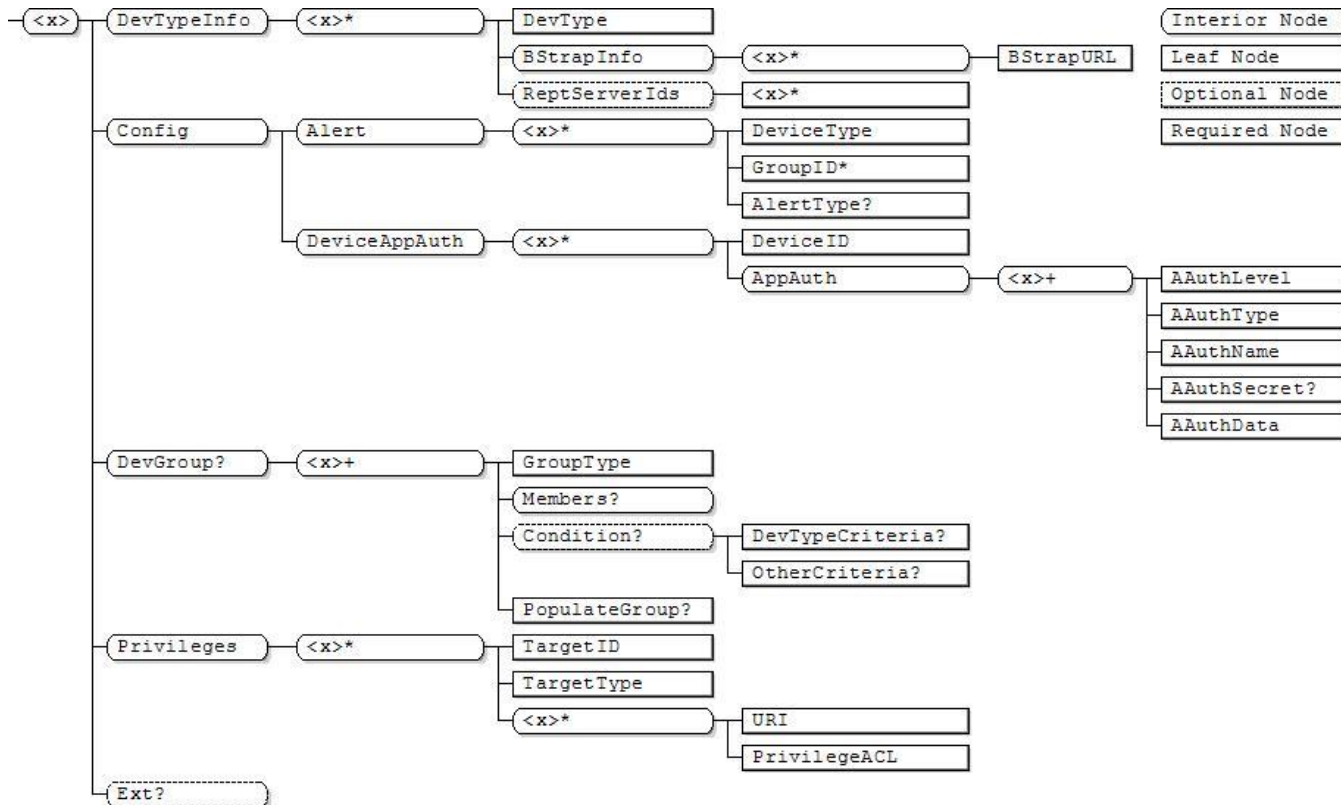 <x> DevTypeInfo <x>* DevType Interior Node
BStrapInfo <x>* BStrapURL Leaf Node
ReptServerIds <x>* Optional Node
Config Alert <x>* DeviceType Required Node
GroupID*
AlertType?
DeviceAppAuth <x>* DeviceID
AppAuth <x>+ AAuthLevel
AAuthType
AAuthName
AAuthSecret?
AAuthData
DevGroup? <x>+ GroupType
Members?
Condition? DevTypeCriteria?
OtherCriteria?
PopulateGroup?
Privileges <x>* TargetID
TargetType
<x>* URI
PrivilegeACL
Ext?